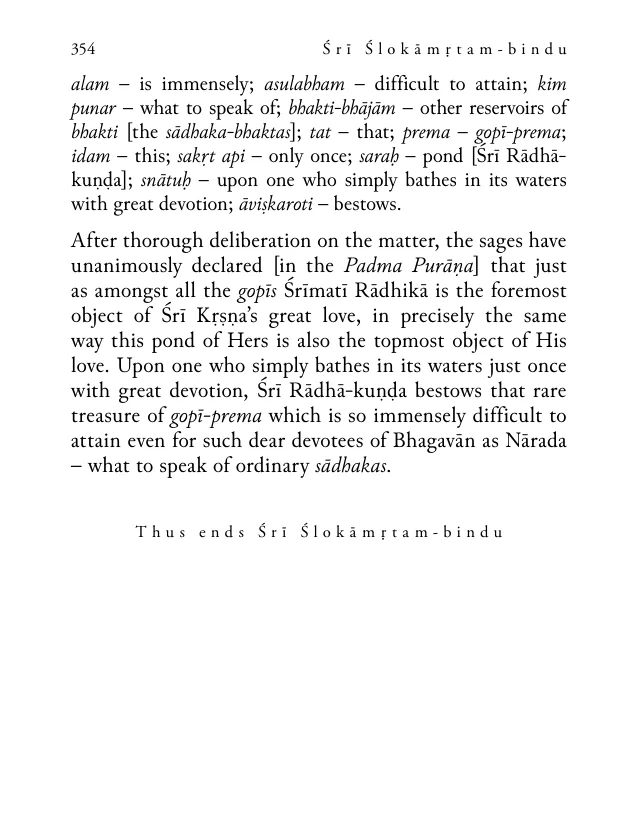 354 Śrī Ślokāmṛtam-bindu
alam – is immensely; asulabham – difficult to attain; kim
punar – what to speak of; bhakti-bhājām – other reservoirs of
bhakti [the sādhaka-bhaktas]; tat – that; prema – gopī-prema;
idam – this; sakṛt api – only once; saraḥ – pond [Śrī Rādhā-
kuṇḍa]; snātuḥ – upon one who simply bathes in its waters
with great devotion; āviṣkaroti – bestows.
After thorough deliberation on the matter, the sages have
unanimously declared [in the Padma Purāṇa] that just
as amongst all the gopīs Śrīmatī Rādhikā is the foremost
object of Śrī Kṛṣṇa’s great love, in precisely the same
way this pond of Hers is also the topmost object of His
love. Upon one who simply bathes in its waters just once
with great devotion, Śrī Rādhā-kuṇḍa bestows that rare
treasure of gopī-prema which is so immensely difficult to
attain even for such dear devotees of Bhagavān as Nārada
– what to speak of ordinary sādhakas.
Thus ends Śrī Ślokāmṛtam-bindu